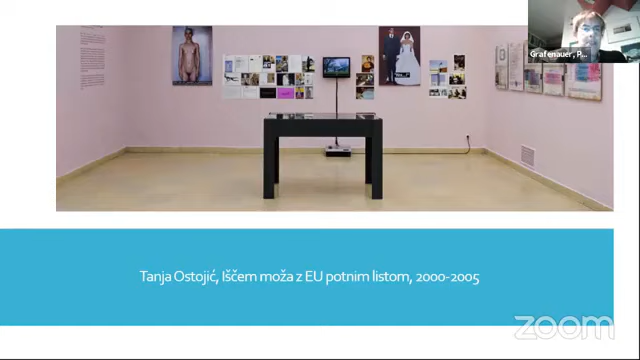 Grafenauer, P...
Tanja Ostojić, Iščem moža z EU potnim listom, 2000-2005
zoom